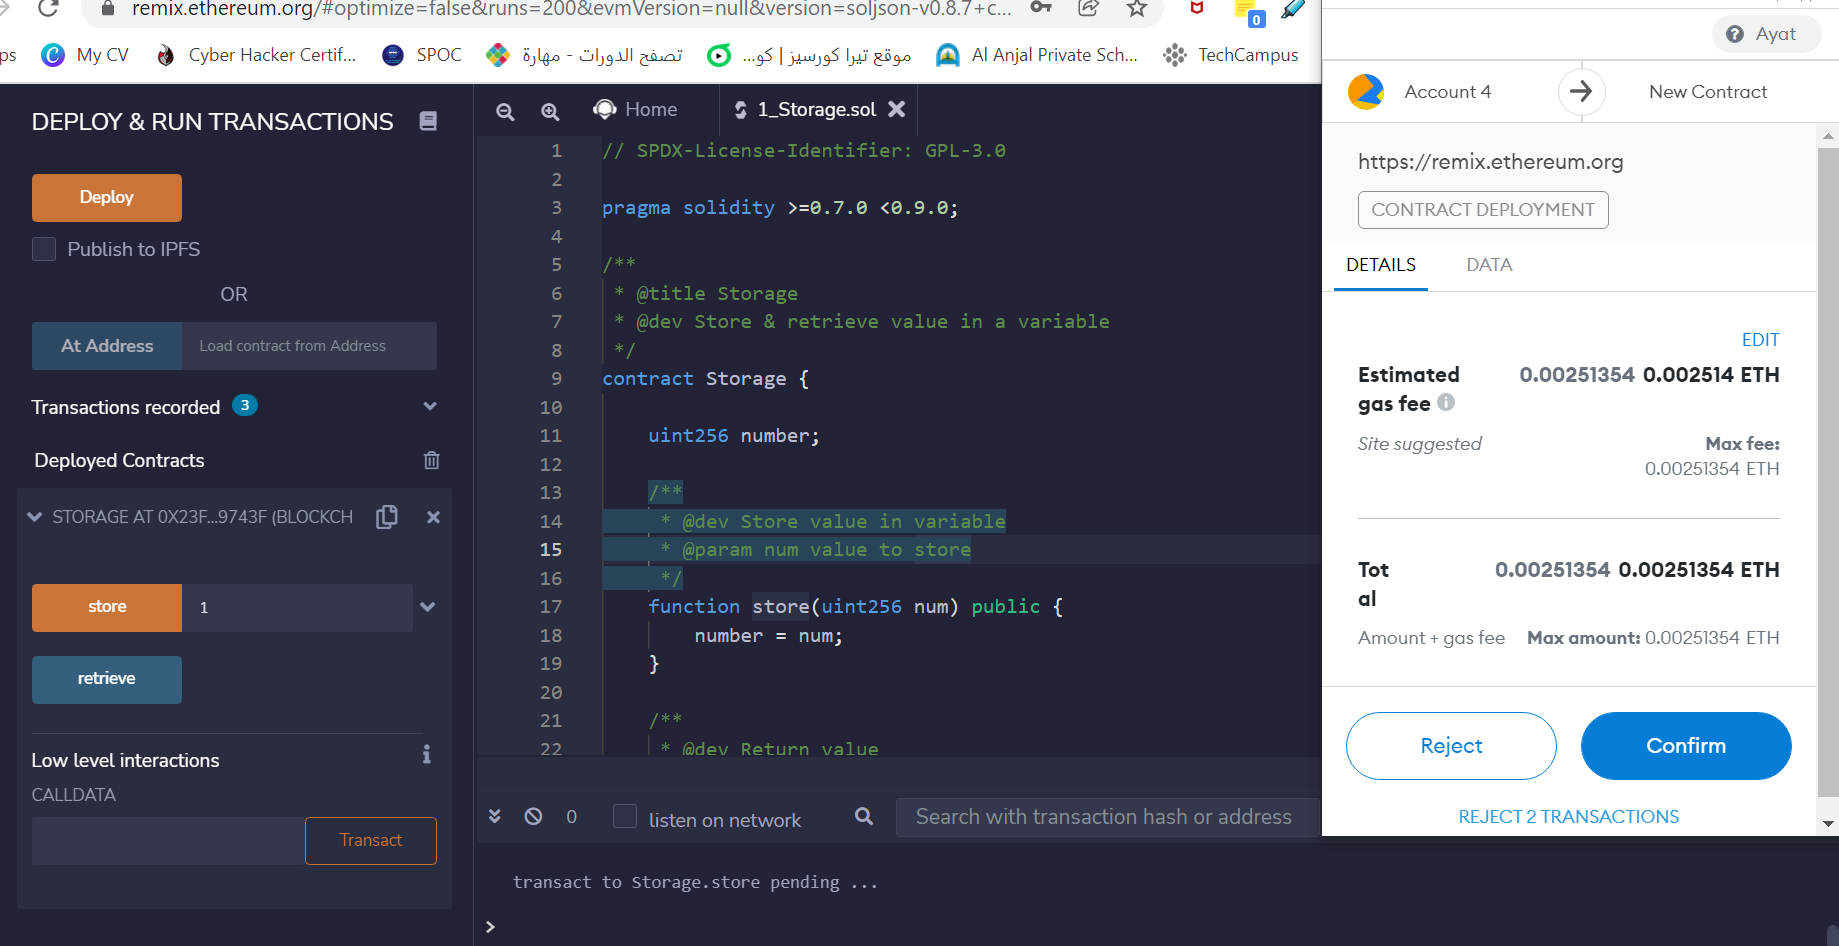 remix.ethereum.org/#optimize=false&runs=200&evmVersion=null&version=soljson-v0.8.7+c...
0
ps
My CV
Cyber Hacker Certif...
SPOC
تصفح الدورات - مهارة
موقع تيرا كورسيز | كو...
Al Anjal Private Sch...
TechCampus
DEPLOY & RUN TRANSACTIONS
Deploy
Publish to IPFS
OR
At Address
Load contract from Address
Transactions recorded 3
Deployed Contracts
STORAGE AT 0X23F...9743F (BLOCKCH
store
1
retrieve
Low level interactions
i
CALLDATA
Transact
Home
1_Storage.sol
1 // SPDX-License-Identifier: GPL-3.0
2
3 pragma solidity >=0.7.0 <0.9.0;
4
5 /**
6 * @title Storage
7 * @dev Store & retrieve value in a variable
8 */
9 contract Storage {
10
11 uint256 number;
12
13 /**
14 * @dev Store value in variable
15 * @param num value to store
16 */
17 function store(uint256 num) public {
18 number = num;
19 }
20
21 /**
22 * @dev Return value
0
listen on network
Search with transaction hash or address
transact to Storage.store pending ...
>
? Ayat
Account 4
New Contract
https://remix.ethereum.org
CONTRACT DEPLOYMENT
DETAILS
DATA
EDIT
Estimated gas fee 0.00251354 0.002514 ETH
Site suggested
Max fee:
0.00251354 ETH
Total 0.00251354 0.00251354 ETH
Amount + gas fee Max amount: 0.00251354 ETH
Reject
Confirm
REJECT 2 TRANSACTIONS